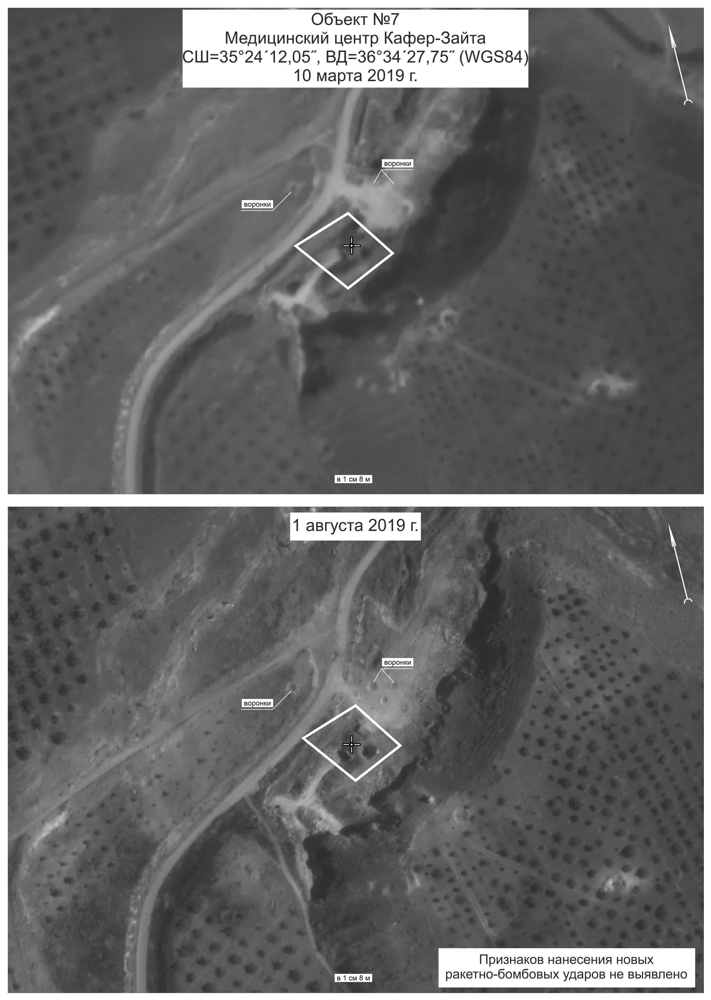 Объект №7
Медицинский центр Кафер-Зайта
СШ=35°24´12,05˝, ВД=36°34´27,75˝ (WGS84)
10 марта 2019 г.
воронки
воронки
в 1 см 8 м
1 августа 2019 г.
воронки
воронки
в 1 см 8 м
Признаков нанесения новых
ракетно-бомбовых ударов не выявлено